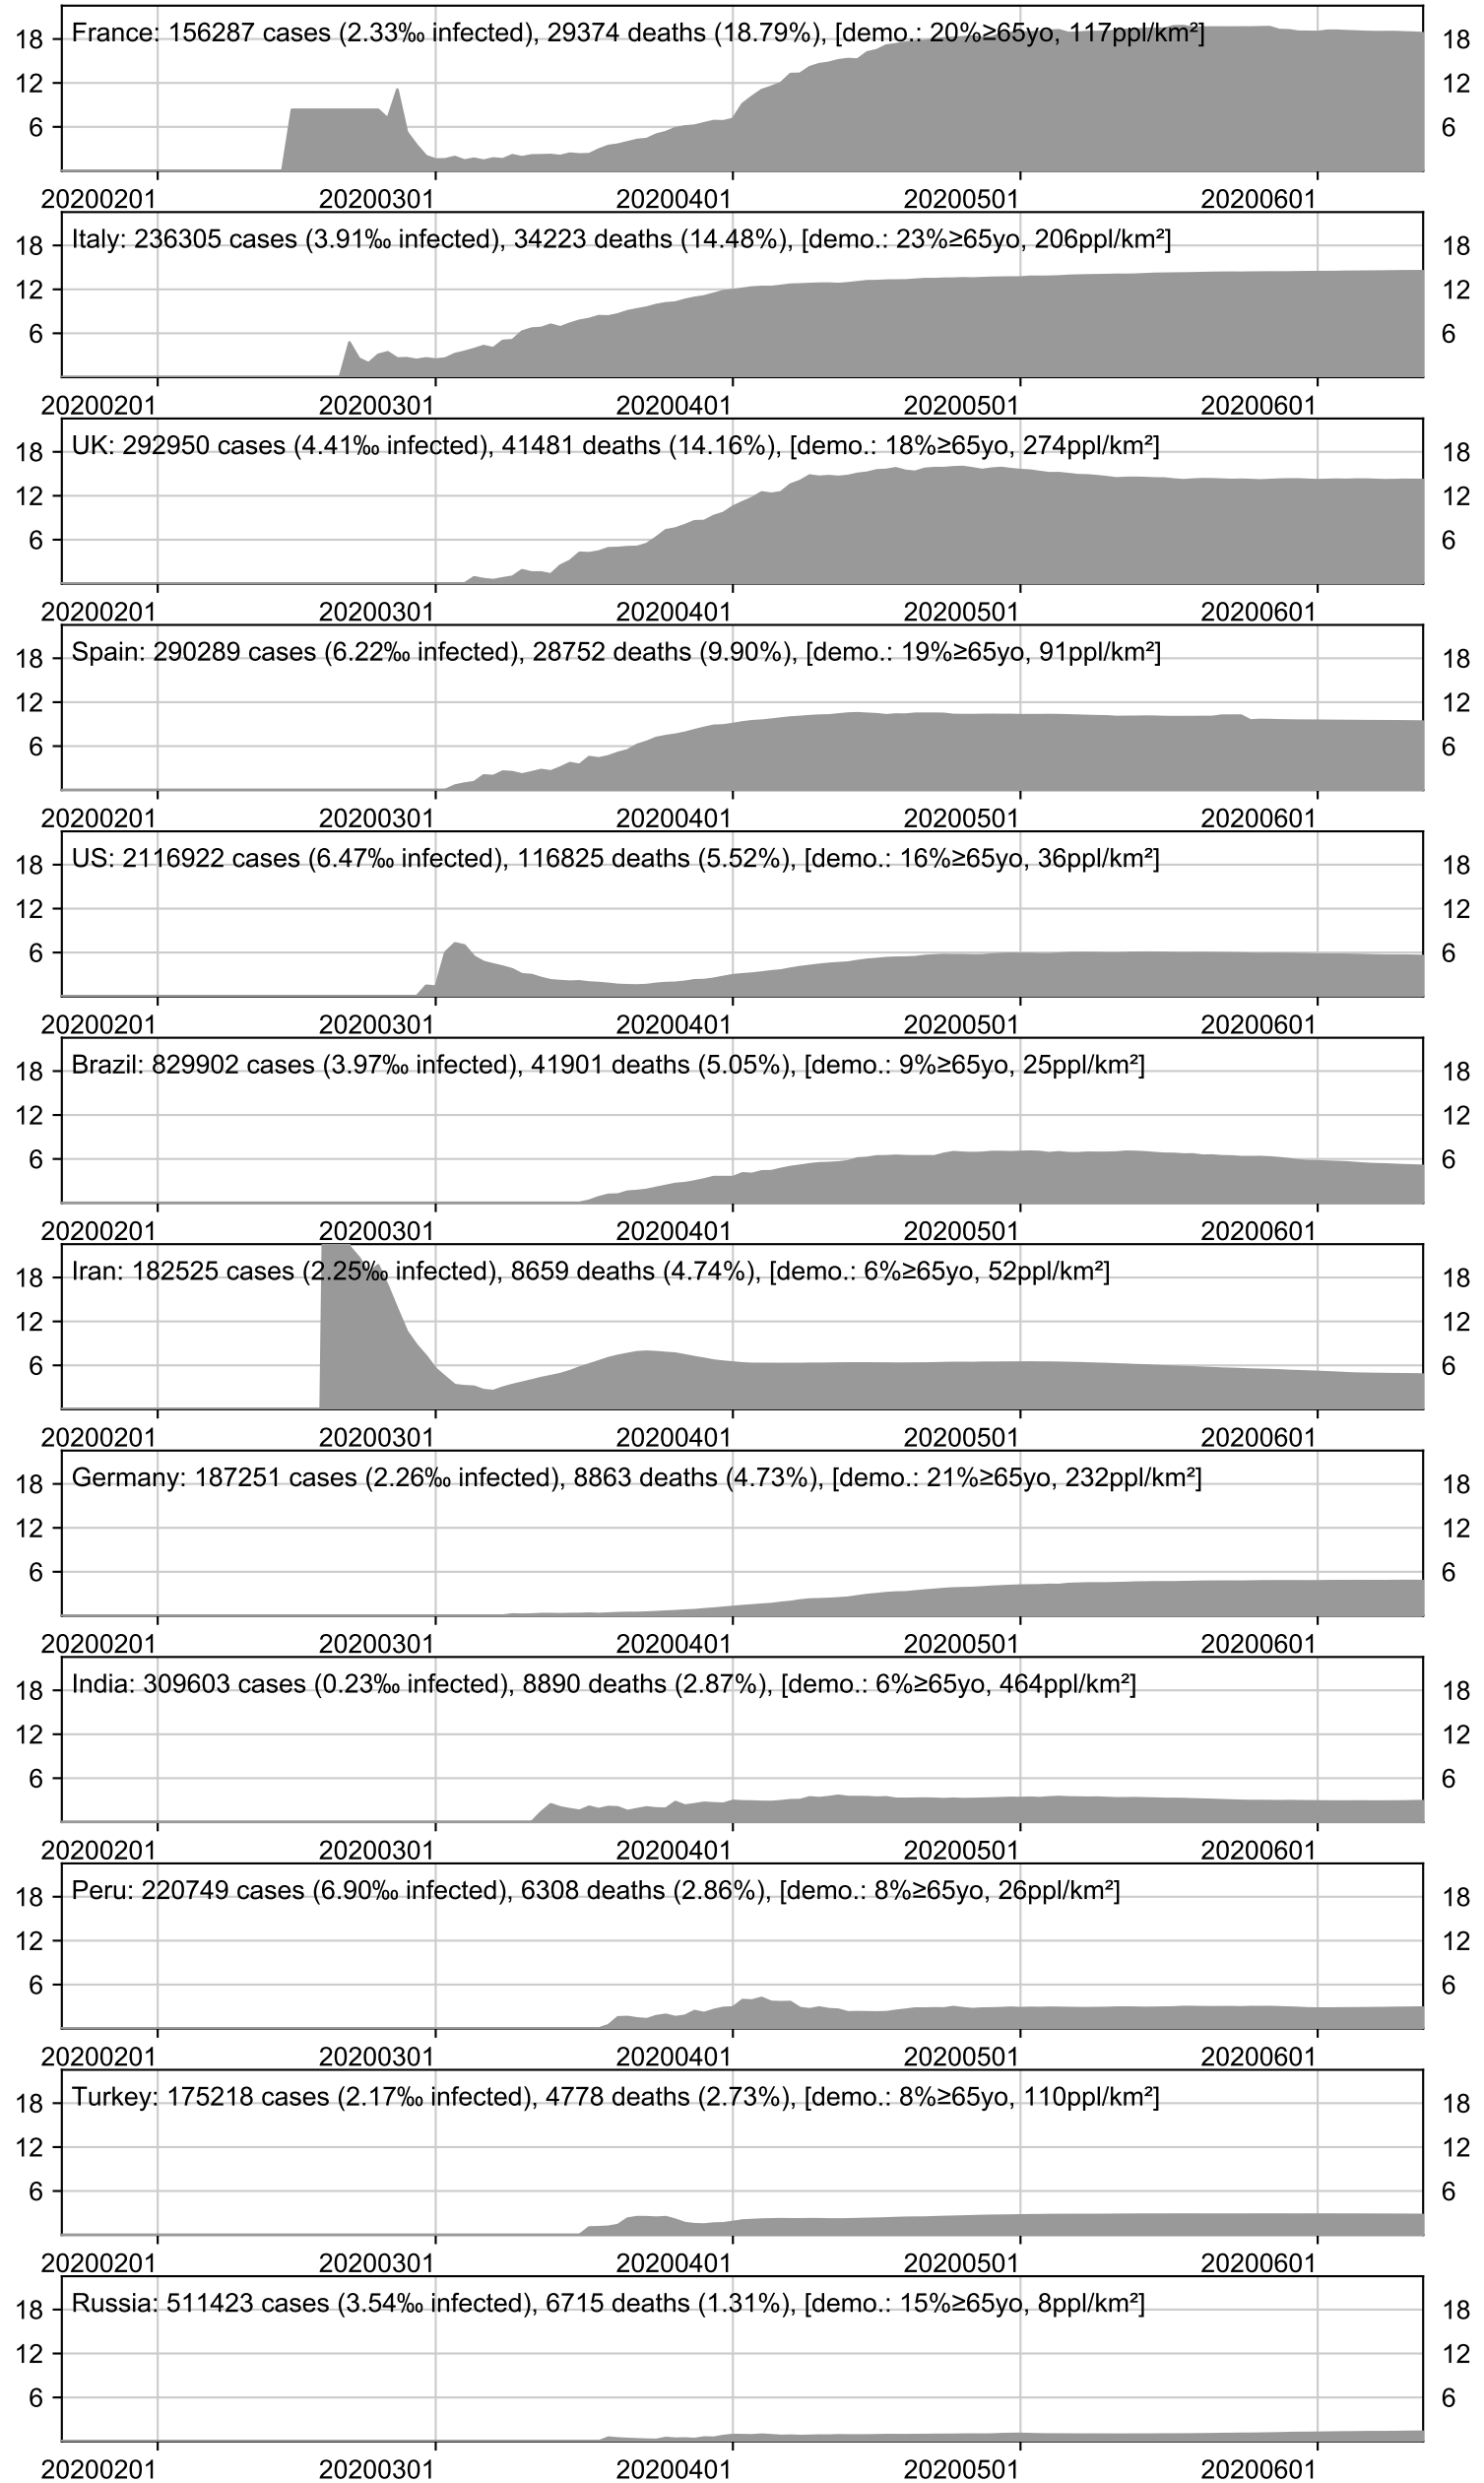 France: 156287 cases (2.33‰ infected), 29374 deaths (18.79%), [demo.: 20%≥65yo, 117ppl/km²]
18 18
12 12
6 6
20200201 20200301 20200401 20200501 20200601
Italy: 236305 cases (3.91‰ infected), 34223 deaths (14.48%), [demo.: 23%≥65yo, 206ppl/km²]
18 18
12 12
6 6
20200201 20200301 20200401 20200501 20200601
UK: 292950 cases (4.41‰ infected), 41481 deaths (14.16%), [demo.: 18%≥65yo, 274ppl/km²]
18 18
12 12
6 6
20200201 20200301 20200401 20200501 20200601
Spain: 290289 cases (6.22‰ infected), 28752 deaths (9.90%), [demo.: 19%≥65yo, 91ppl/km²]
18 18
12 12
6 6
20200201 20200301 20200401 20200501 20200601
US: 2116922 cases (6.47‰ infected), 116825 deaths (5.52%), [demo.: 16%≥65yo, 36ppl/km²]
18 18
12 12
6 6
20200201 20200301 20200401 20200501 20200601
Brazil: 829902 cases (3.97‰ infected), 41901 deaths (5.05%), [demo.: 9%≥65yo, 25ppl/km²]
18 18
12 12
6 6
20200201 20200301 20200401 20200501 20200601
Iran: 182525 cases (2.25‰ infected), 8659 deaths (4.74%), [demo.: 6%≥65yo, 52ppl/km²]
18 18
12 12
6 6
20200201 20200301 20200401 20200501 20200601
Germany: 187251 cases (2.26‰ infected), 8863 deaths (4.73%), [demo.: 21%≥65yo, 232ppl/km²]
18 18
12 12
6 6
20200201 20200301 20200401 20200501 20200601
India: 309603 cases (0.23‰ infected), 8890 deaths (2.87%), [demo.: 6%≥65yo, 464ppl/km²]
18 18
12 12
6 6
20200201 20200301 20200401 20200501 20200601
Peru: 220749 cases (6.90‰ infected), 6308 deaths (2.86%), [demo.: 8%≥65yo, 26ppl/km²]
18 18
12 12
6 6
20200201 20200301 20200401 20200501 20200601
Turkey: 175218 cases (2.17‰ infected), 4778 deaths (2.73%), [demo.: 8%≥65yo, 110ppl/km²]
18 18
12 12
6 6
20200201 20200301 20200401 20200501 20200601
Russia: 511423 cases (3.54‰ infected), 6715 deaths (1.31%), [demo.: 15%≥65yo, 8ppl/km²]
18 18
12 12
6 6
20200201 20200301 20200401 20200501 20200601